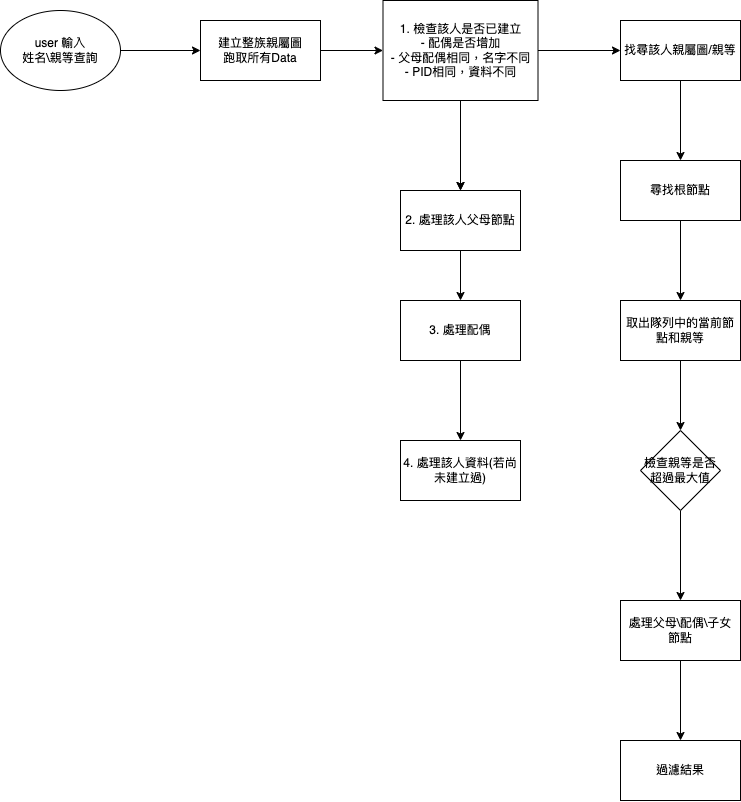 user 輸入
姓名\親等查詢
建立整族親屬圖
跑取所有Data
1. 檢查該人是否已建立
- 配偶是否增加
- 父母配偶相同，名字不同
- PID相同，資料不同
找尋該人親屬圖/親等
2. 處理該人父母節點
3. 處理配偶
4. 處理該人資料(若尚
未建立過)
尋找根節點
取出隊列中的當前節
點和親等
檢查親等是否
超過最大值
處理父母\配偶\子女
節點
過濾結果